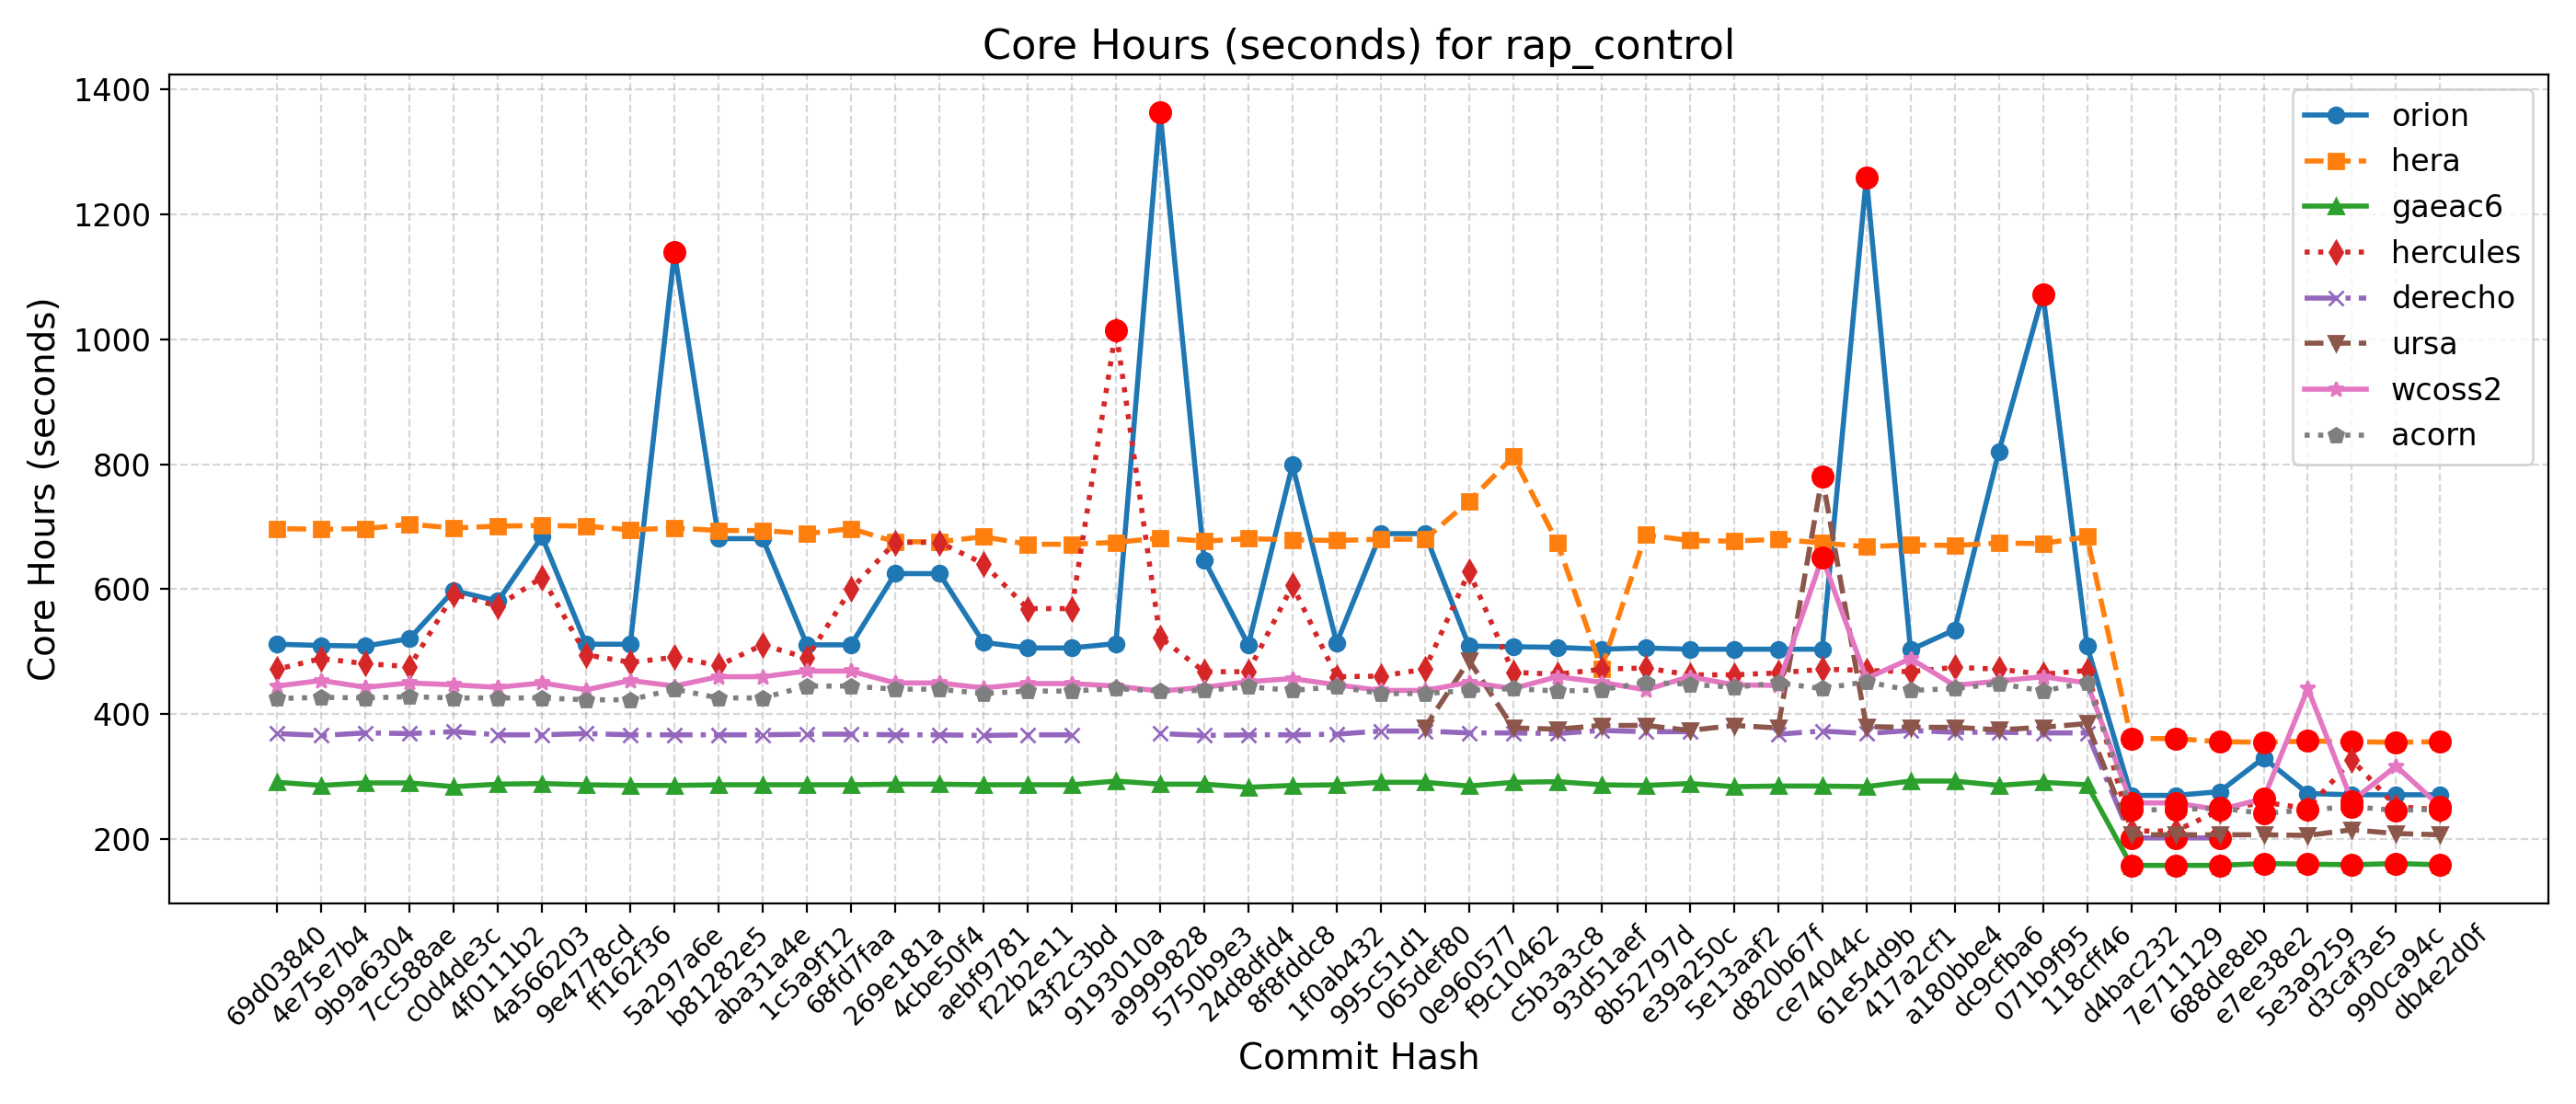 Core Hours (seconds) for rap_control
Core Hours (seconds)
1400
1200
1000
800
600
400
200
orion
hera
gaeac6
hercules
derecho
ursa
wcoss2
acorn
69d03840
4e75e7b4
9b9a6304
7cc588ae
c0d4de3c
4f0111b2
4a566203
9e4778cd
ff162f36
5a297a6e
b81282e5
aba31a4e
1c5a9f12
68fd7faa
269e181a
4cbe50f4
aebf9781
f22b2e11
43f2c3bd
9193010a
a9999828
5750b9e3
24d8dfd4
8f8fddc8
1f0ab432
995c51d1
065def80
0e960577
f9c10462
c5b3a3c8
93d51aef
8b52797d
e39a250c
5e13aaf2
d820b67f
ce74044c
61e54d9b
417a2cf1
a180bbe4
dc9cfba6
071b9f95
118cff46
d4bac232
7e711129
688de8eb
e7ee38e2
5e3a9259
d3caf3e5
990ca94c
db4e2d0f
Commit Hash